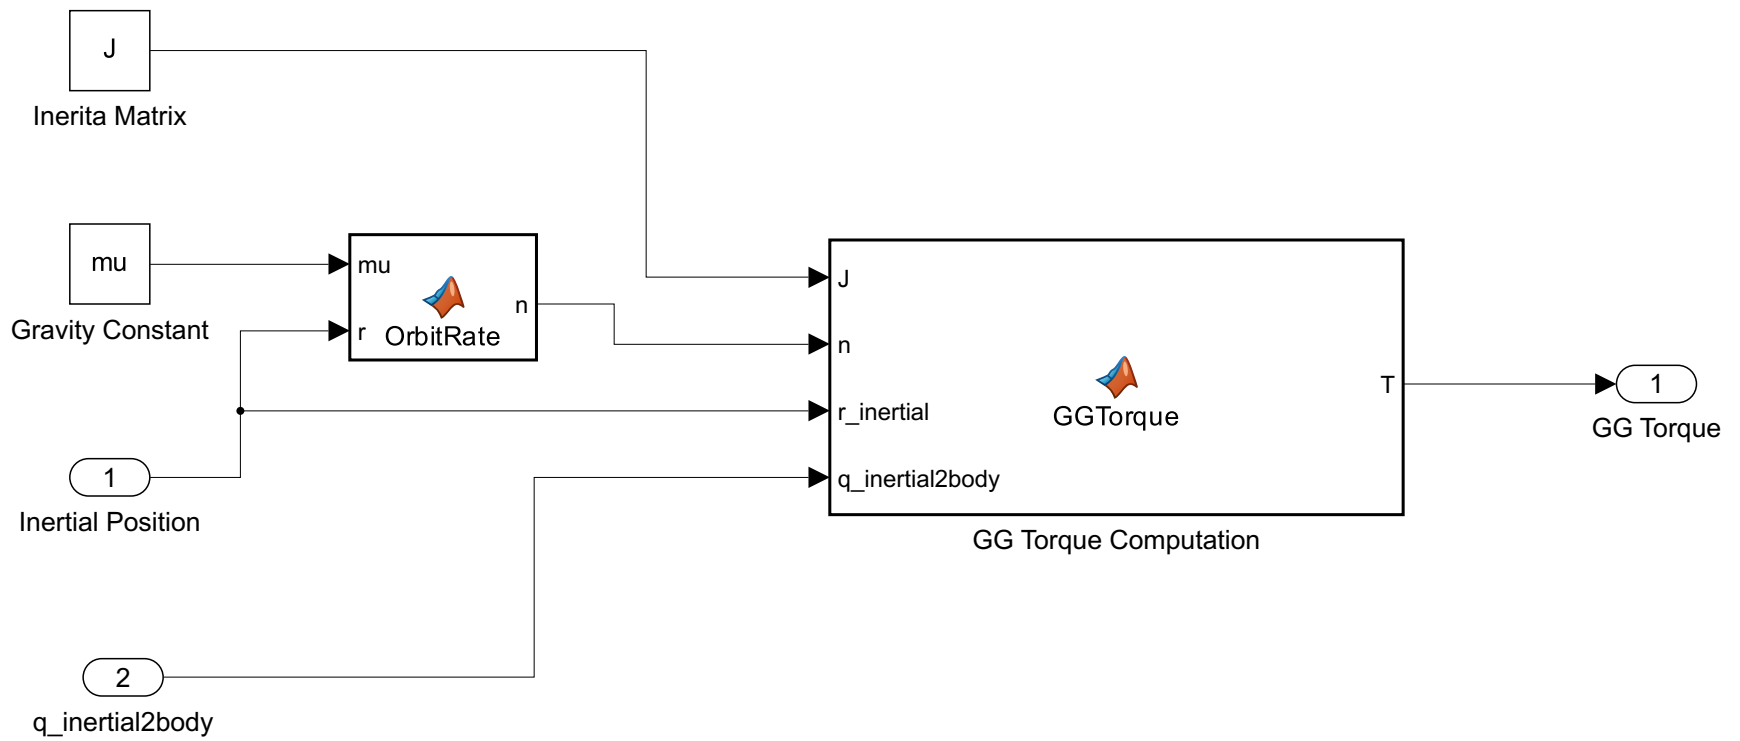 J
Inerita Matrix
mu
Gravity Constant
mu
r
n
OrbitRate
1
Inertial Position
2
q_inertial2body
J
n
r_inertial
q_inertial2body
GGTorque
T
GG Torque Computation
1
GG Torque